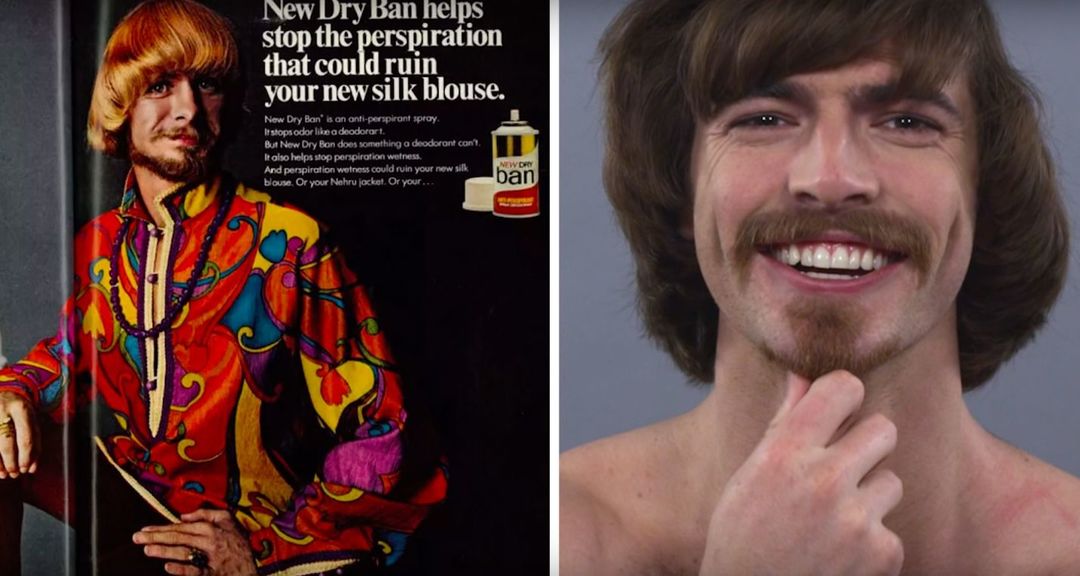 New Dry Ban helps
stop the perspiration
that could ruin
your new silk blouse.
New Dry Ban® is an anti-perspirant spray.
It stops odor like a deodorant.
But New Dry Ban does something a deodorant can't.
It also helps stop perspiration wetness.
And perspiration wetness could ruin your new silk
blouse. Or your Nehru jacket. Or your...
NEW DRY
ban
ANTI-PERSPIRANT